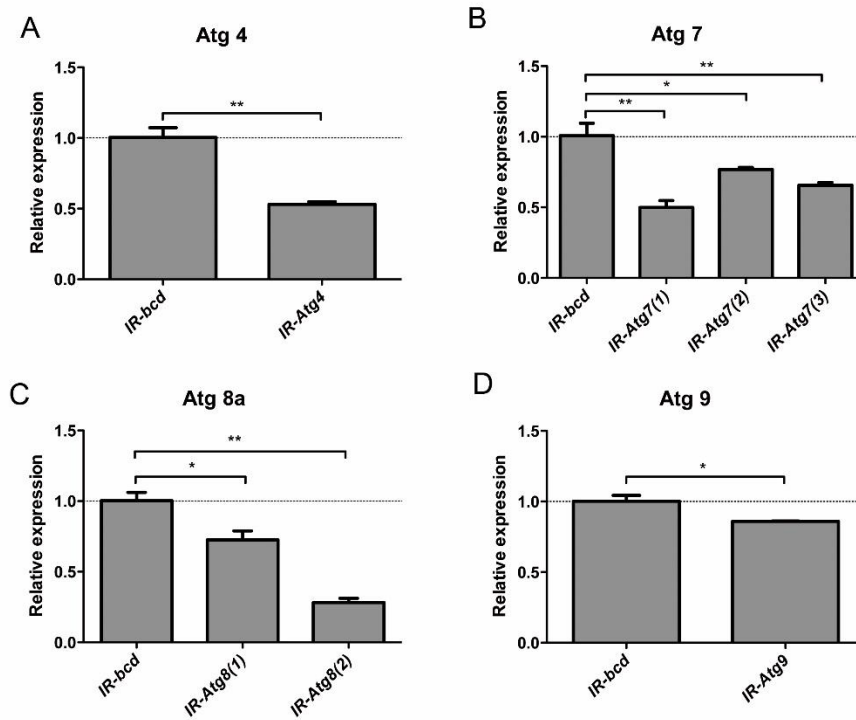 A
Atg 4
Relative expression
1.5
1.0
0.5
0.0
**
IR-bcd
IR-Atg4
B
Atg 7
Relative expression
1.5
1.0
0.5
0.0
**
*
**
IR-bcd
IR-Atg7(1)
IR-Atg7(2)
IR-Atg7(3)
C
Atg 8a
Relative expression
1.5
1.0
0.5
0.0
**
*
IR-bcd
IR-Atg8(1)
IR-Atg8(2)
D
Atg 9
Relative expression
1.5
1.0
0.5
0.0
*
IR-bcd
IR-Atg9